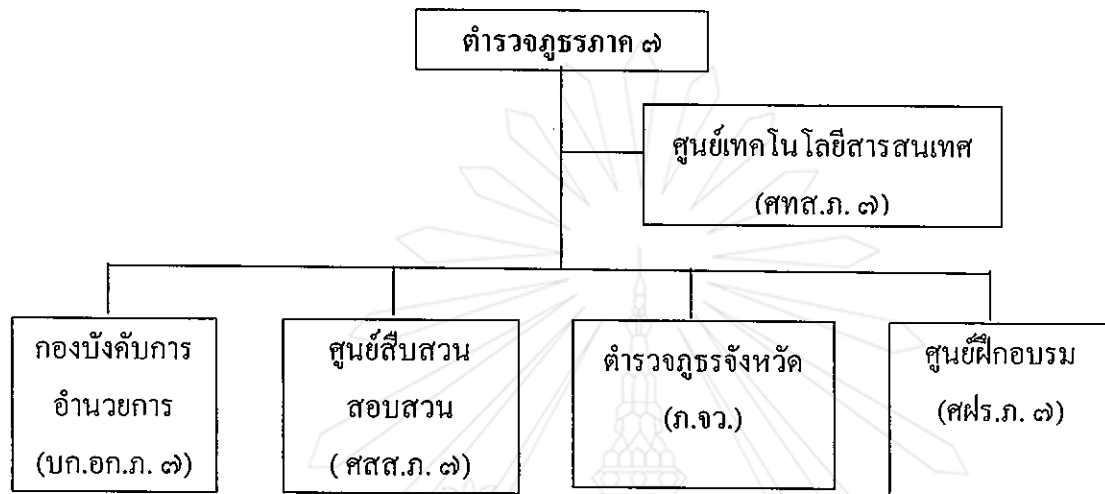 ตำรวจภูธรภาค ๗
ศูนย์เทคโนโลยีสารสนเทศ
(ศทส.ภ. ๗)
กองบังคับการ
อำนวยการ
(บก.อก.ภ. ๗)
ศูนย์สืบสวน
สอบสวน
( ศสส.ภ. ๗)
ตำรวจภูธรจังหวัด
(ภ.จว.)
ศูนย์ฝึกอบรม
(ศฝร.ภ. ๗)